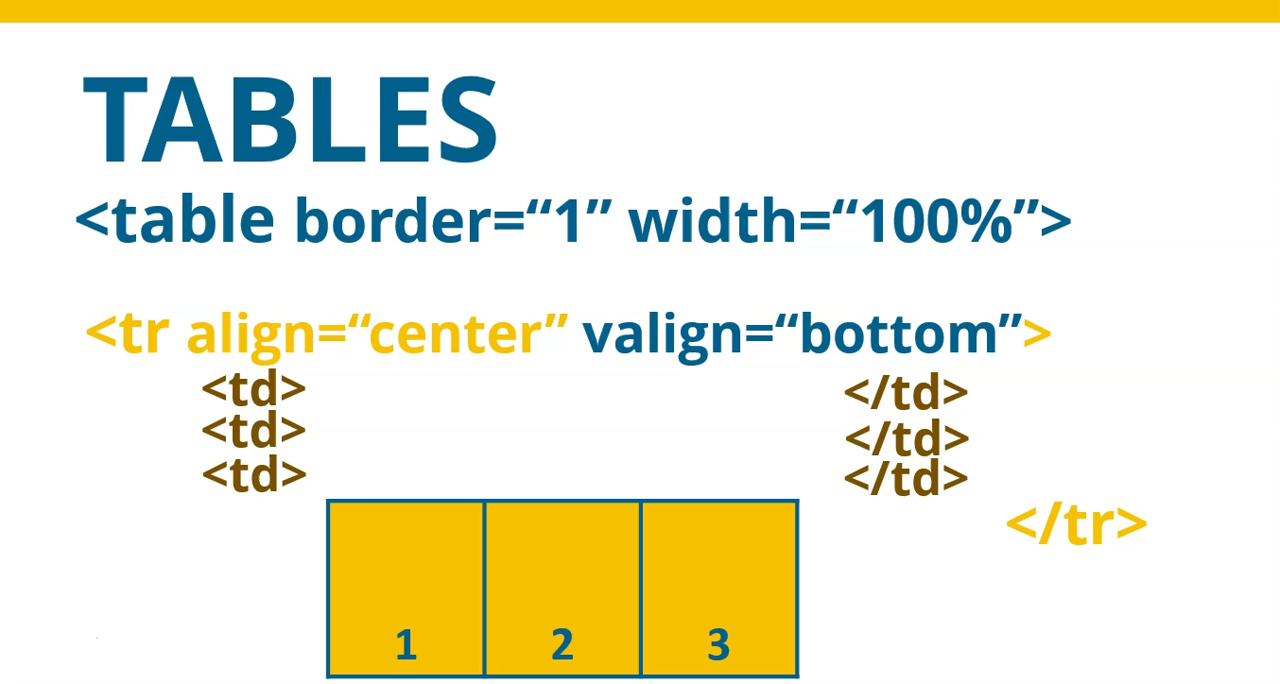 TABLES
<table border=“1” width=“100%”>
<tr align=“center” valign=“bottom”>
<td> </td>
<td> </td>
<td> </td>
</tr>
1 2 3